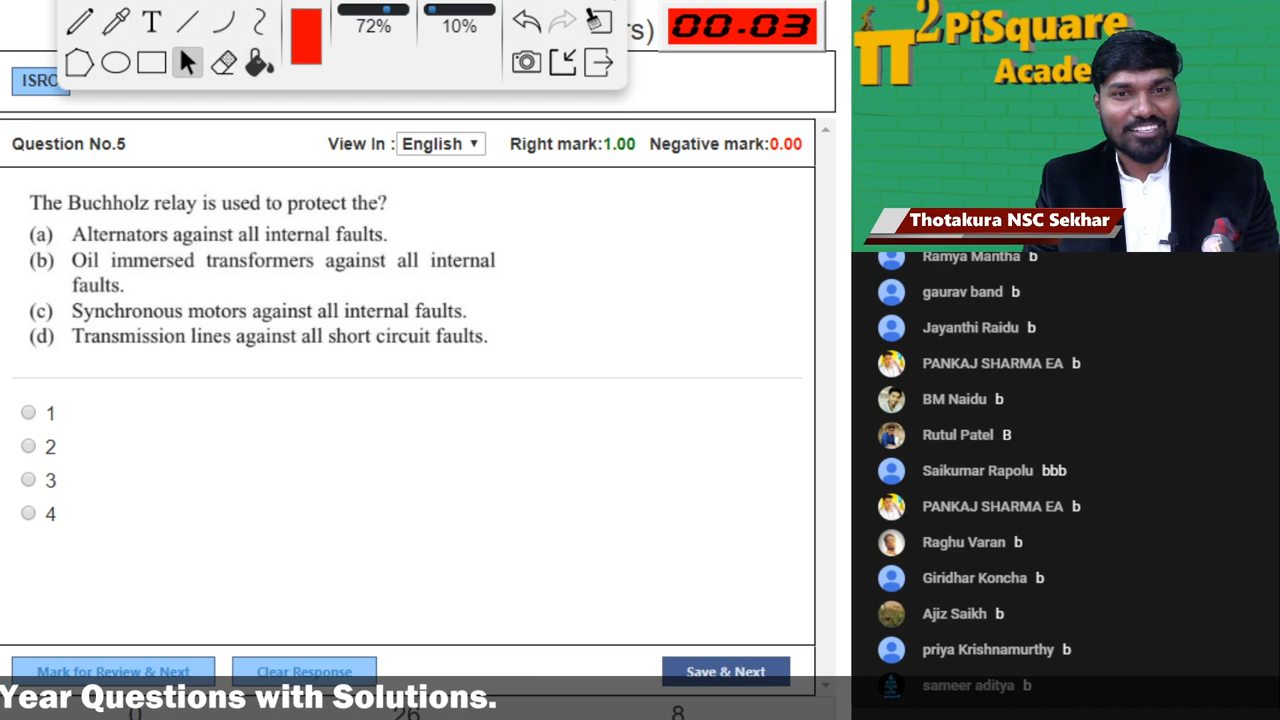 T
72%
10%
rs)
00.03
ISRO
Question No.5
View In : English ▼
Right mark:1.00
Negative mark:0.00
The Buchholz relay is used to protect the?
(a) Alternators against all internal faults.
(b) Oil immersed transformers against all internal
faults.
(c) Synchronous motors against all internal faults.
(d) Transmission lines against all short circuit faults.
1
2
3
4
Mark for Review & Next
Clear Response
Save & Next
Year Questions with Solutions.
26
8
π 2 PiSquare
Acade
Thotakura NSC Sekhar
Ramya Mantha b
gaurav band b
Jayanthi Raidu b
PANKAJ SHARMA EA b
BM Naidu b
Rutul Patel B
Saikumar Rapolu bbb
PANKAJ SHARMA EA b
Raghu Varan b
Giridhar Koncha b
Ajiz Saikh b
priya Krishnamurthy b
sameer aditya b